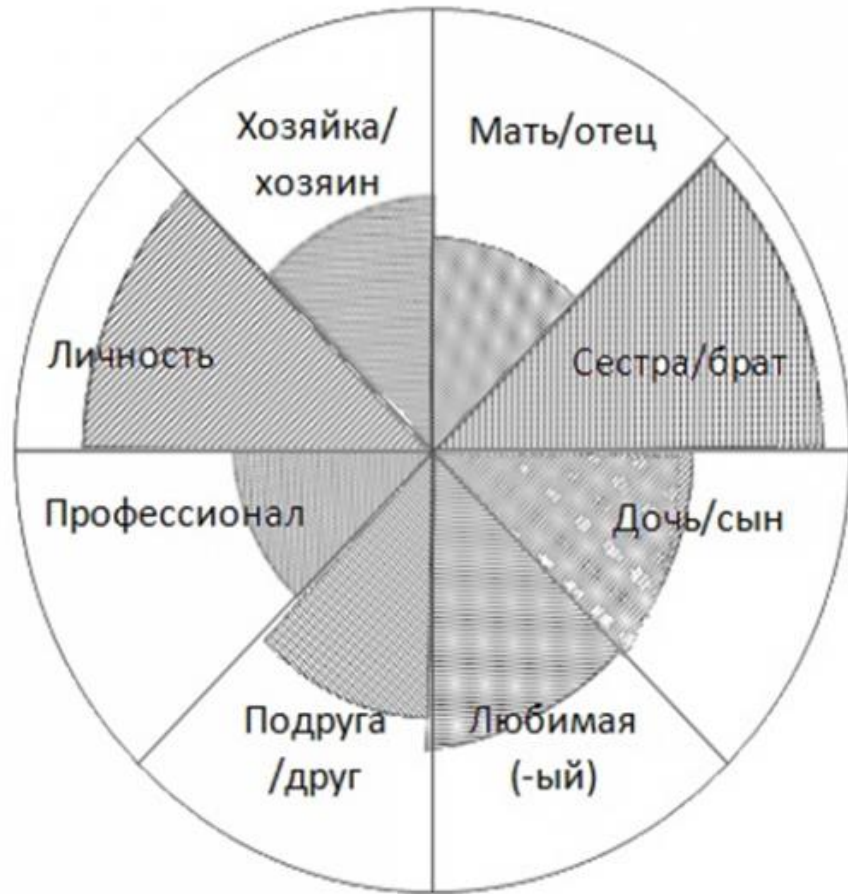 Хозяйка/
хозяин
Мать/отец
Личность
Сестра/брат
Профессионал
Дочь/сын
Подруга
/друг
Любимая
(-ый)